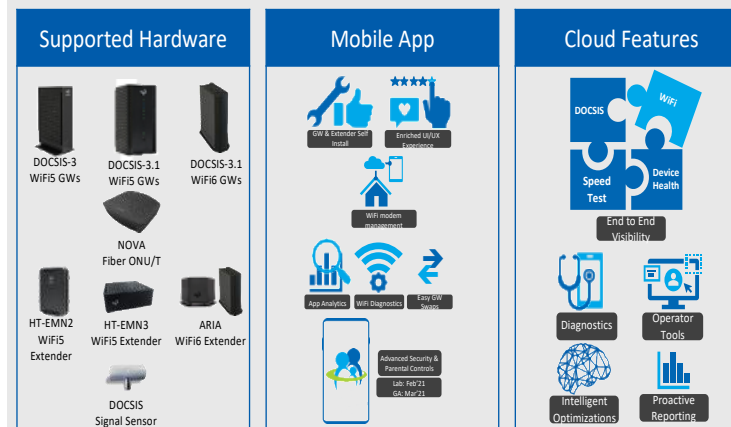 Supported Hardware
DOCSIS-3
WiFi5 GWs
DOCSIS-3.1
WiFi5 GWs
DOCSIS-3.1
WiFi6 GWs
NOVA
Fiber ONU/T
HT-EMN2
WiFi5
Extender
HT-EMN3
WiFi5 Extender
ARIA
WiFi6 Extender
DOCSIS
Signal Sensor
Mobile App
GW & Extender Self
Install
Enriched UI/UX
Experience
WiFi modem
management
App Analytics
WiFi Diagnostics
Easy GW
Swaps
Advanced Security &
Parental Controls
Lab: Feb'21
GA: Mar'21
Cloud Features
DOCSIS
WiFi
Speed
Test
Device
Health
End to End
Visibility
Diagnostics
Operator
Tools
Intelligent
Optimizations
Proactive
Reporting